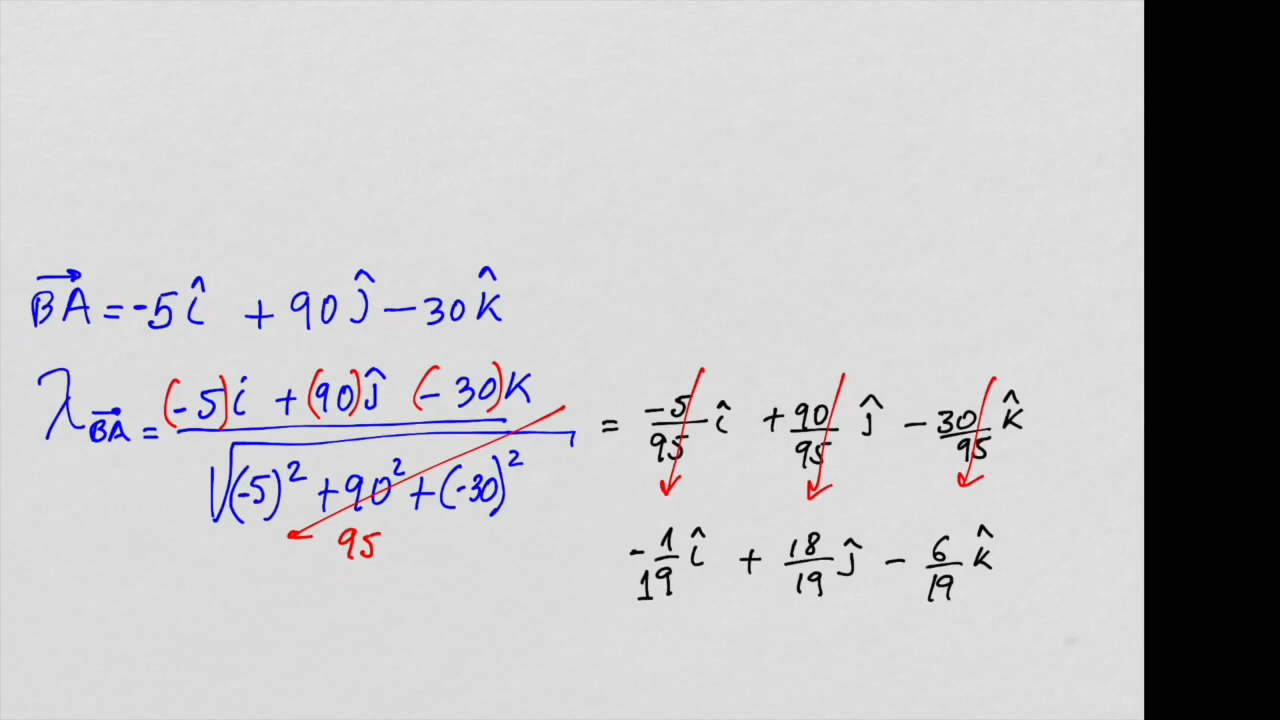 BA⃗ = -5î + 90ĵ - 30k̂
λ_BA⃗ = (-5)i + (90)ĵ (-30)k / √((-5)² + 90² + (-30)²) = -5/95 î + 90/95 ĵ - 30/95 k̂
95
-1/19 î + 18/19 ĵ - 6/19 k̂